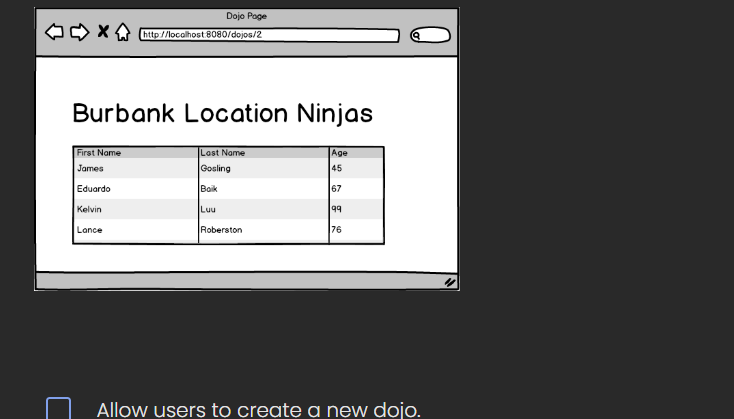 Dojo Page
http://localhost:8080/dojos/2
Burbank Location Ninjas
First Name Last Name Age
James Gosling 45
Eduardo Baik 67
Kelvin Luu 99
Lance Roberston 76
Allow users to create a new dojo.